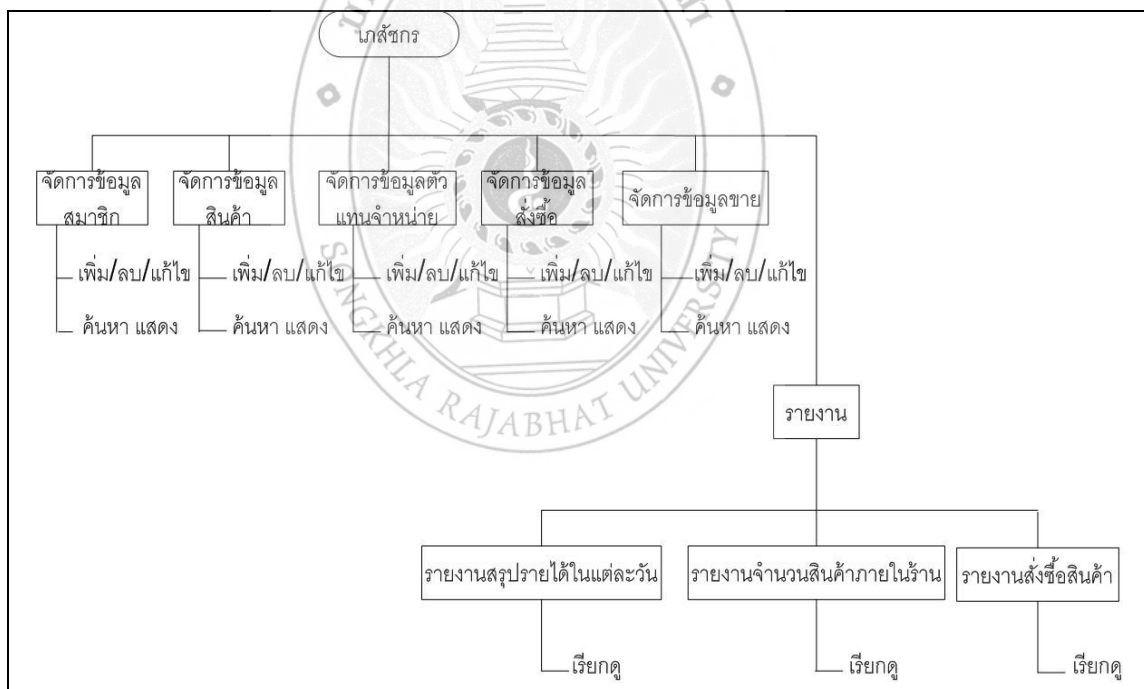 เภสัชกร
จัดการข้อมูล
สมาชิก
จัดการข้อมูล
สินค้า
จัดการข้อมูลตัว
แทนจำหน่าย
จัดการข้อมูล
สั่งซื้อ
จัดการข้อมูลขาย
เพิ่ม/ลบ/แก้ไข
เพิ่ม/ลบ/แก้ไข
เพิ่ม/ลบ/แก้ไข
เพิ่ม/ลบ/แก้ไข
เพิ่ม/ลบ/แก้ไข
ค้นหา แสดง
ค้นหา แสดง
ค้นหา แสดง
ค้นหา แสดง
ค้นหา แสดง
SONGKHLA RAJABHAT UNIVERSITY
รายงาน
รายงานสรุปรายได้ในแต่ละวัน
รายงานจำนวนสินค้าภายในร้าน
รายงานสั่งซื้อสินค้า
เรียกดู
เรียกดู
เรียกดู